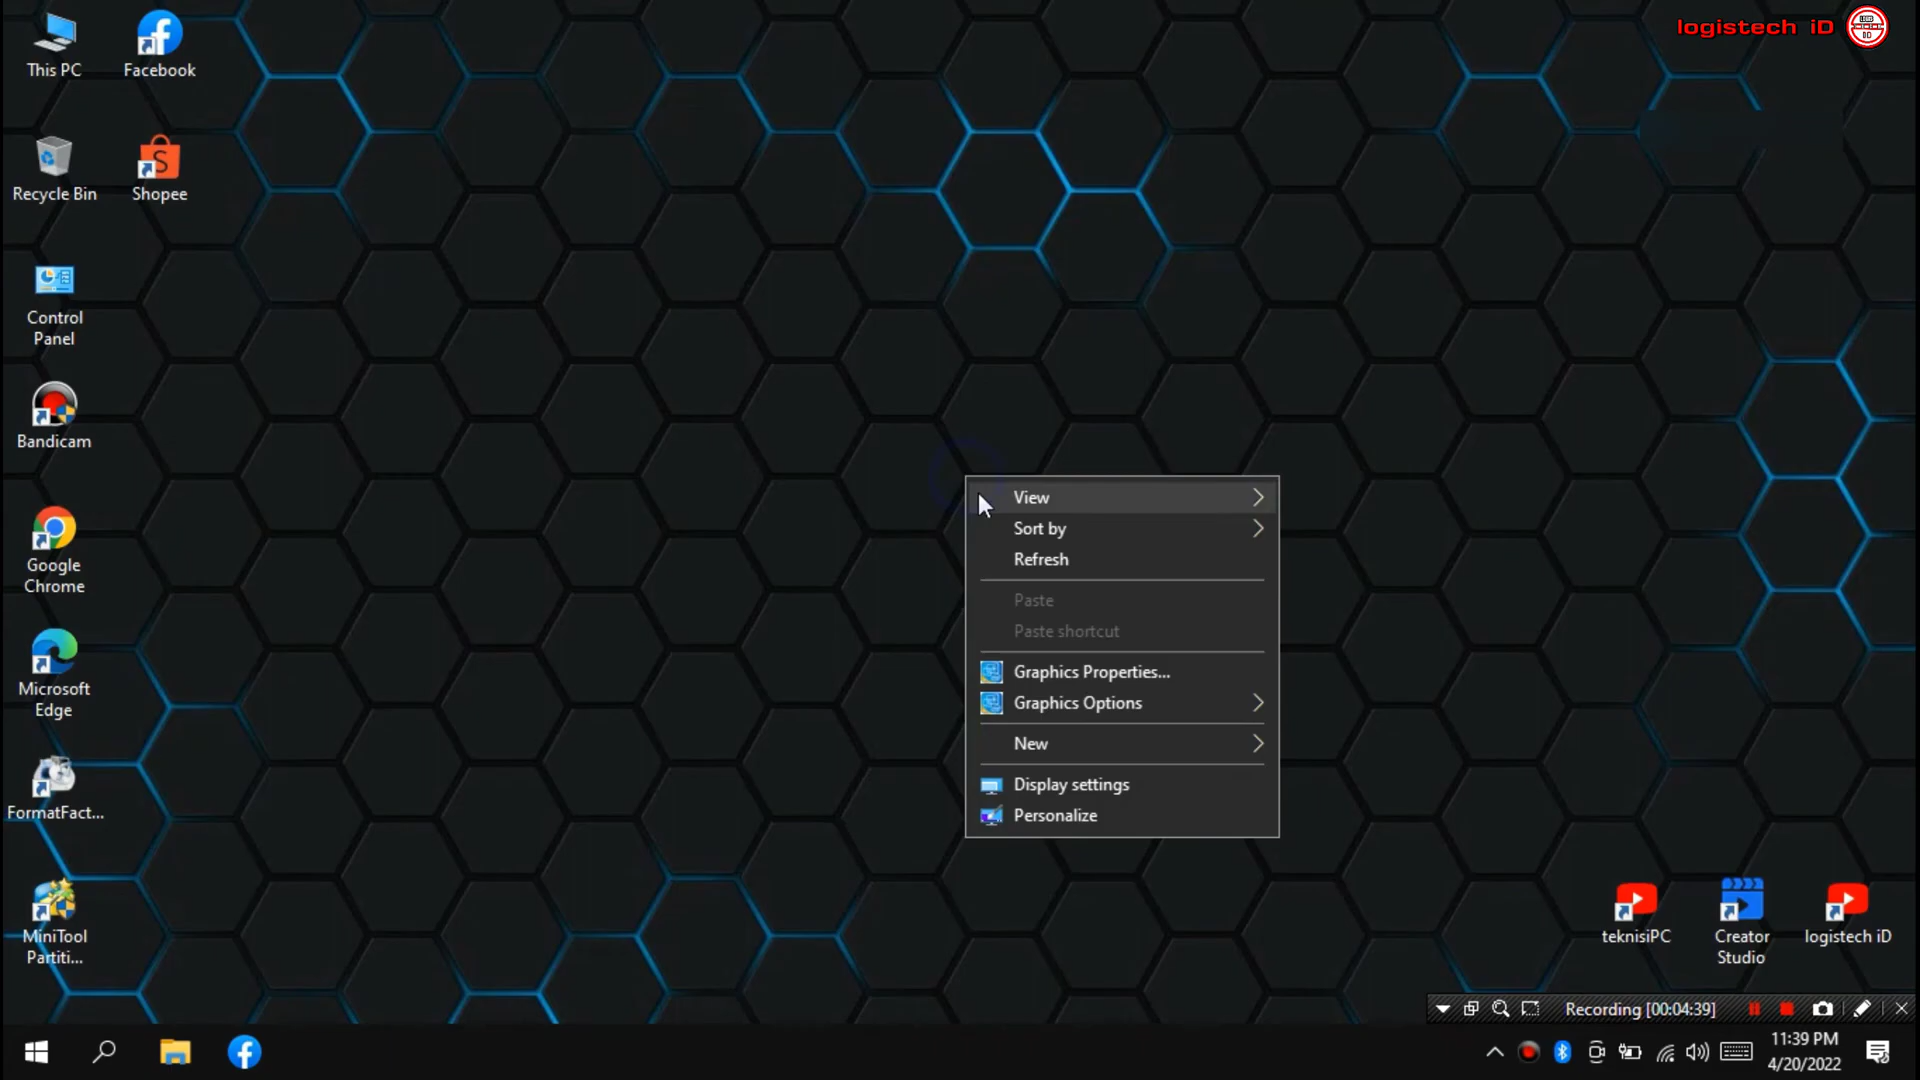 logistech iD
This PC
Facebook
Recycle Bin
Shopee
Control
Panel
Bandicam
Google
Chrome
Microsoft
Edge
FormatFact...
MiniTool
Partiti...
View
Sort by
Refresh
Paste
Paste shortcut
Graphics Properties...
Graphics Options
New
Display settings
Personalize
teknisiPC
Creator
Studio
logistech iD
Recording [00:04:39]
11:39 PM
4/20/2022